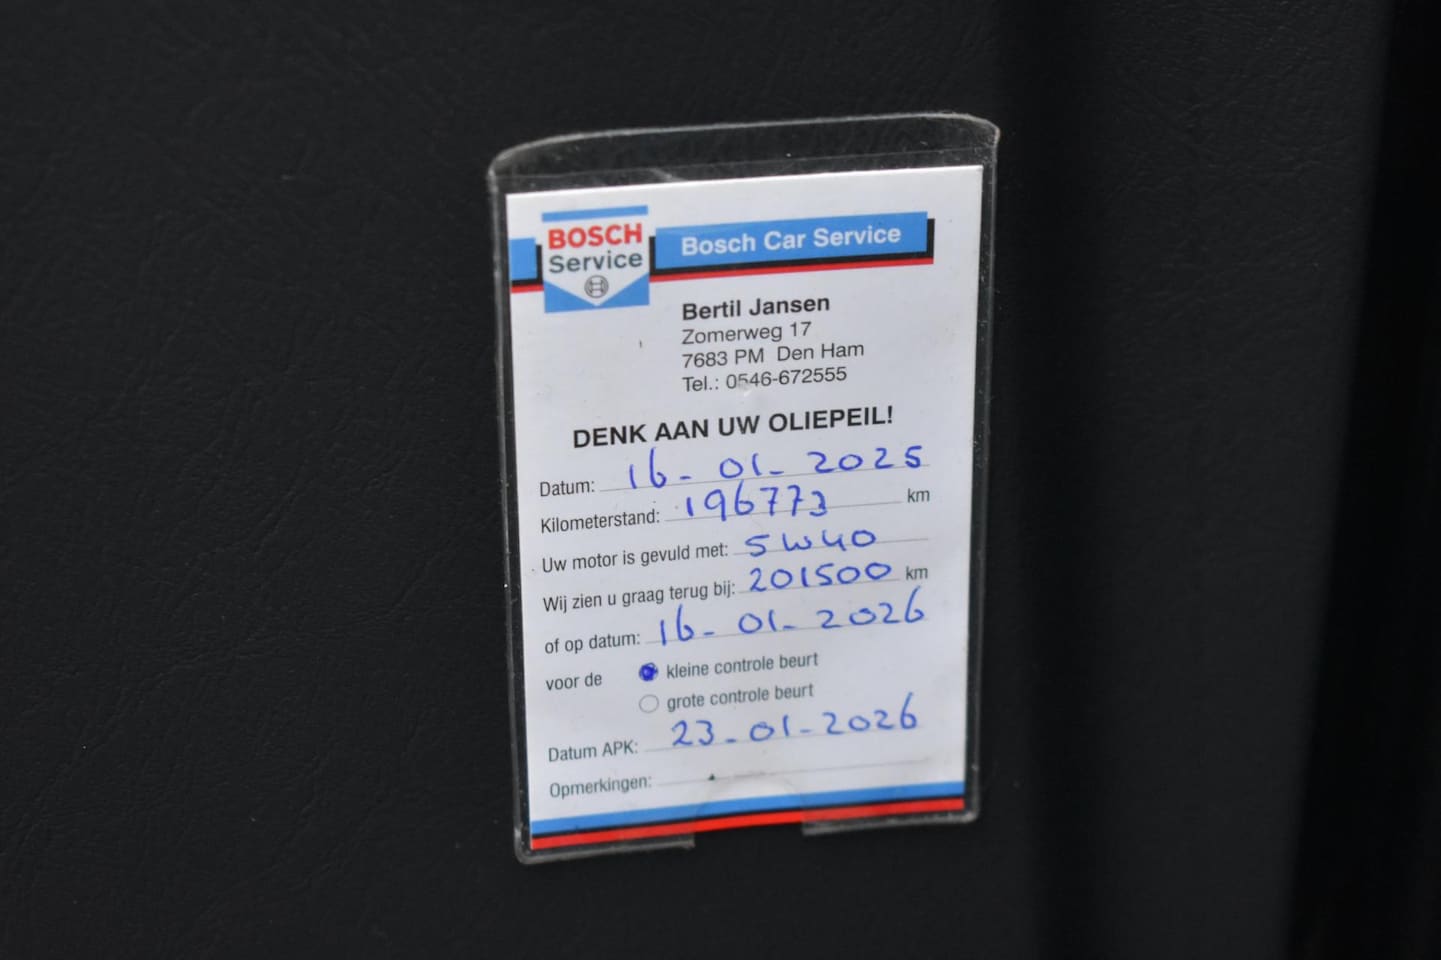 BOSCH
Service
Bosch Car Service
Bertil Jansen
Zomerweg 17
7683 PM Den Ham
Tel.: 0546-672555
DENK AAN UW OLIEPEIL!
Datum: 16-01-2025
Kilometerstand: 196773 km
Uw motor is gevuld met: 5W40
Wij zien u graag terug bij: 201500 km
of op datum: 16-01-2026
voor de kleine controle beurt
grote controle beurt
Datum APK: 23-01-2026
Opmerkingen: